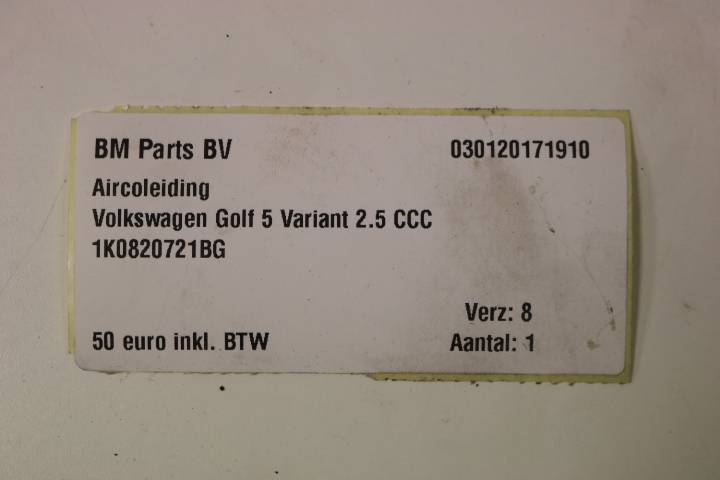 BM Parts BV 030120171910
Aircoleiding
Volkswagen Golf 5 Variant 2.5 CCC
1K0820721BG
Verz: 8
50 euro inkl. BTW Aantal: 1